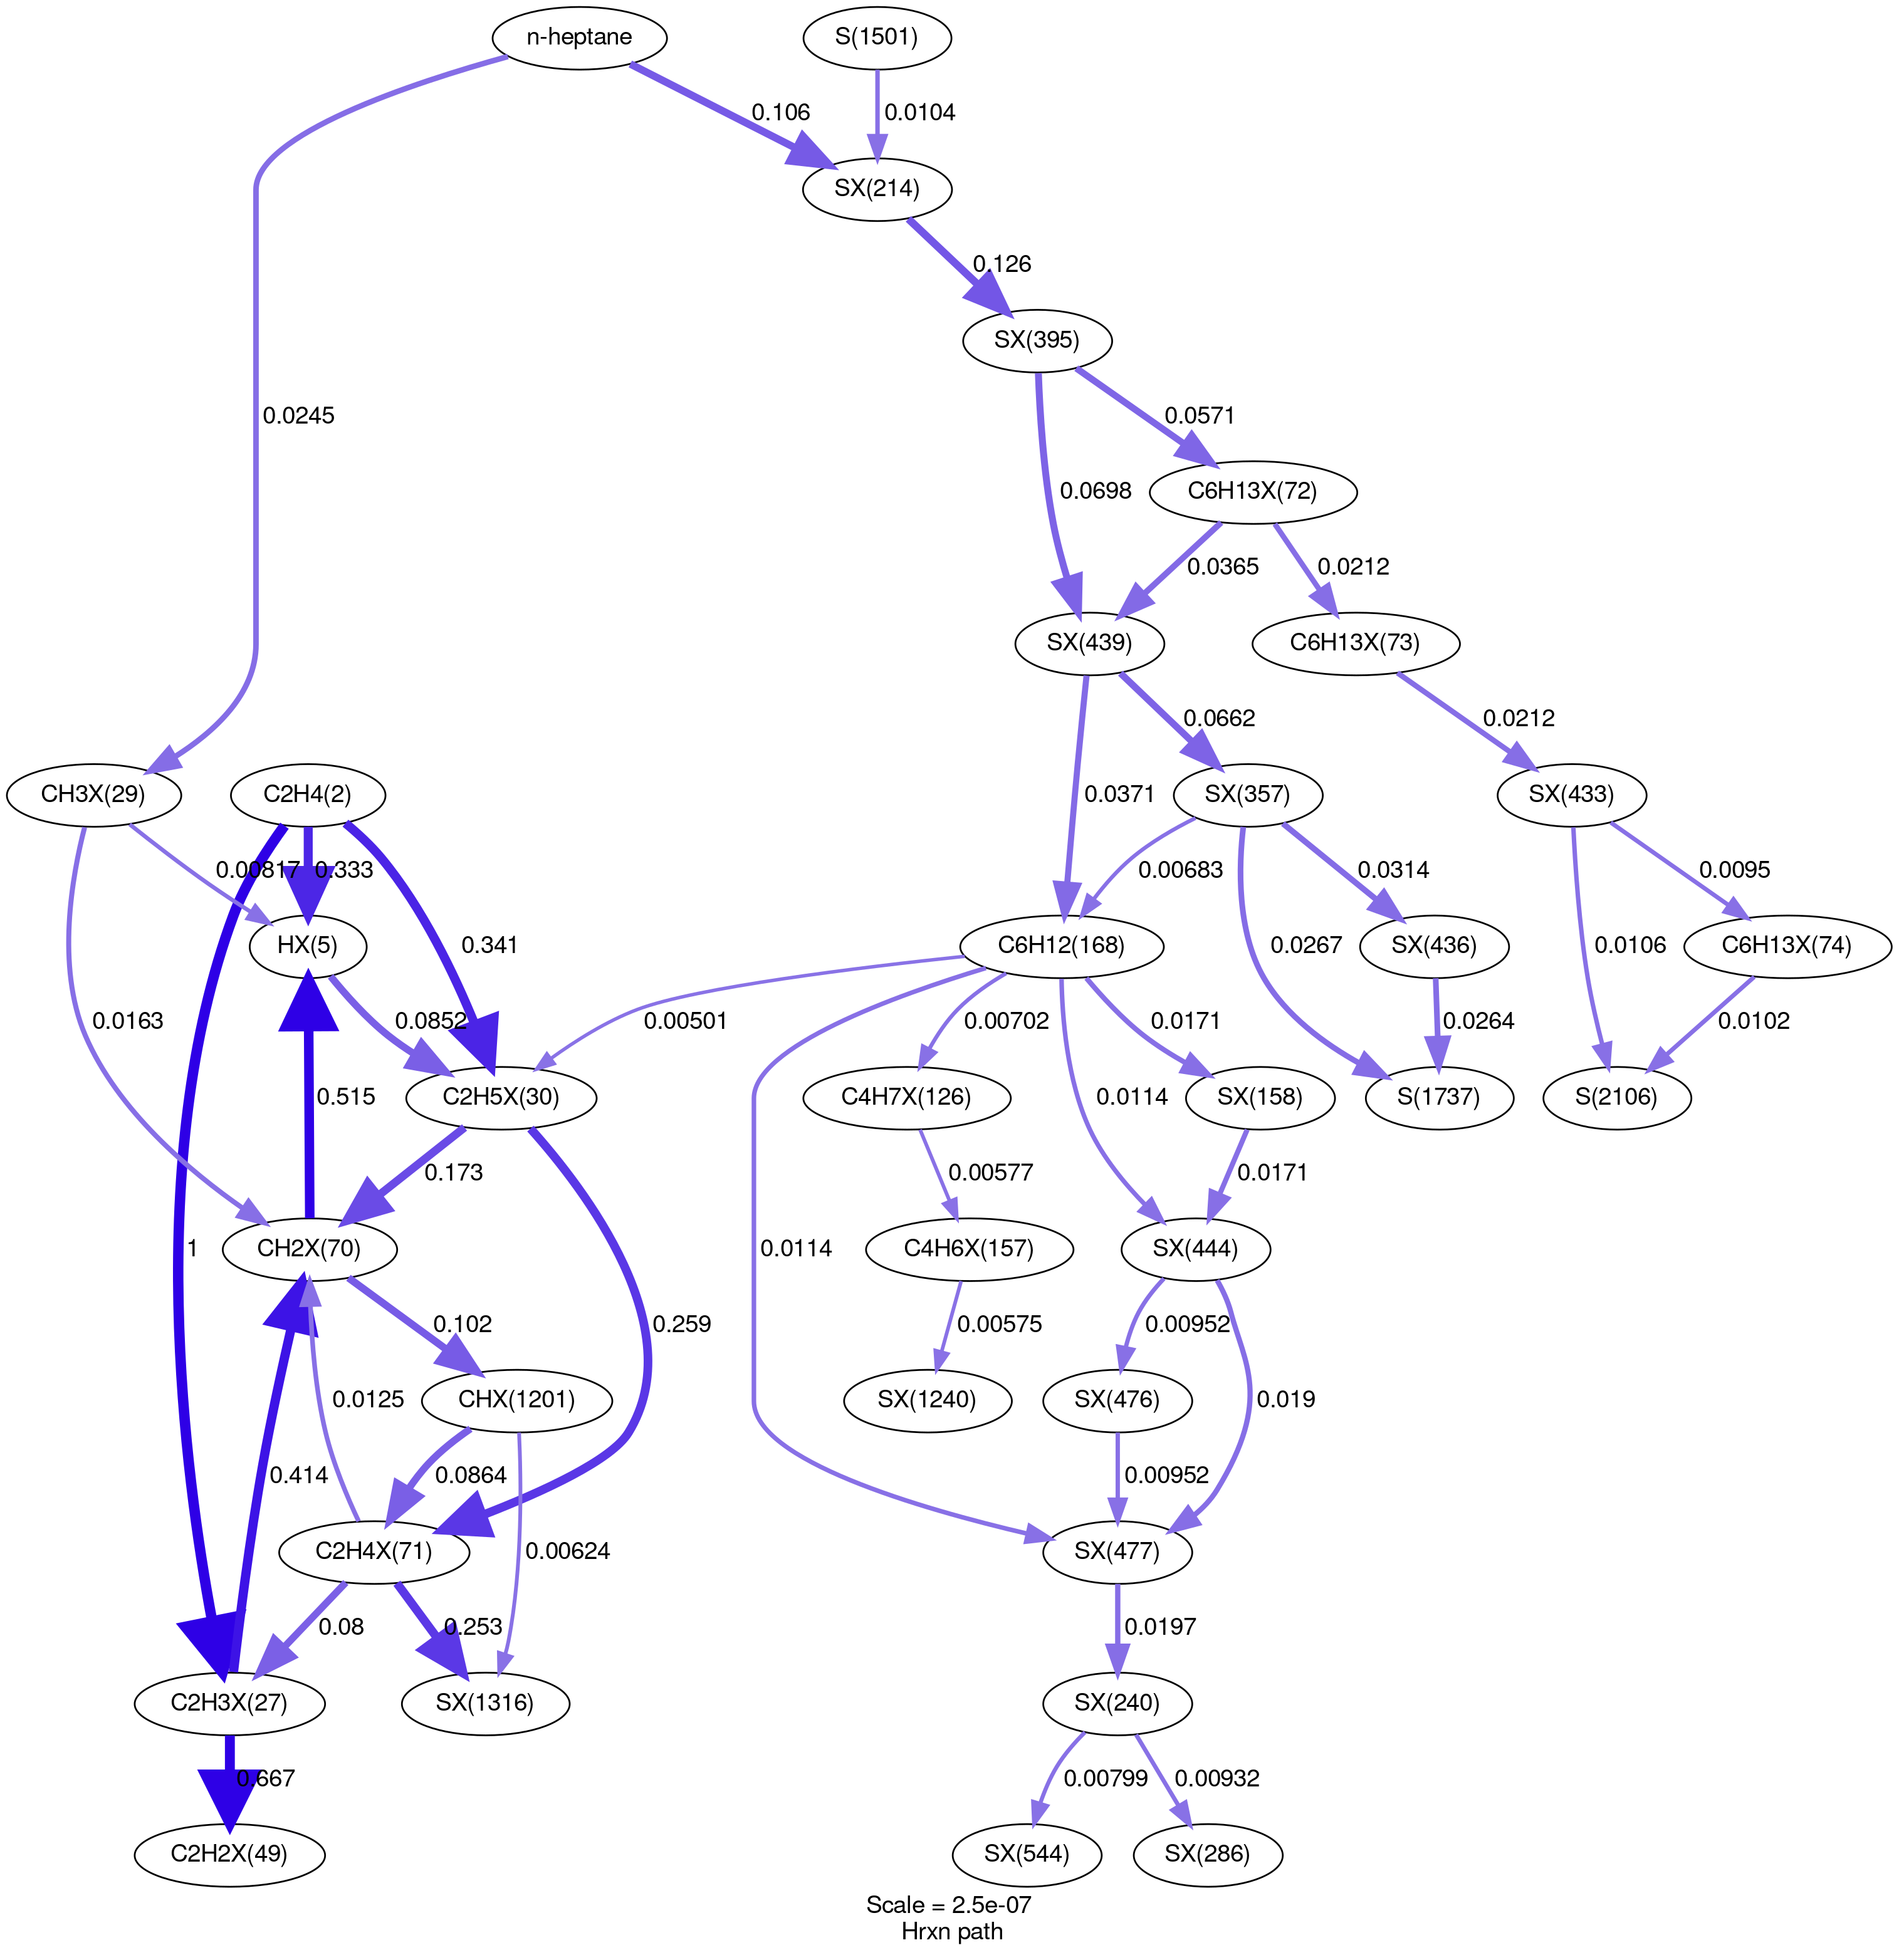 n-heptane
S(1501)
0.106
0.0104
SX(214)
0.126
SX(395)
0.0245
0.0571
0.0698
C6H13X(72)
0.0365
0.0212
SX(439)
C6H13X(73)
0.0662
0.0212
CH3X(29)
C2H4(2)
0.0371
SX(357)
SX(433)
0.00817
0.333
0.00683
0.0314
0.0095
HX(5)
0.341
C6H12(168)
0.0267
SX(436)
0.0106
C6H13X(74)
0.0163
0.0852
0.00501
0.00702
0.0171
0.0264
0.0102
0.515
C2H5X(30)
C4H7X(126)
0.0114
SX(158)
S(1737)
S(2106)
0.173
0.00577
0.0171
1
CH2X(70)
0.0114
C4H6X(157)
SX(444)
0.102
0.259
0.00575
0.00952
0.0125
CHX(1201)
SX(1240)
SX(476)
0.019
0.414
0.0864
0.00952
C2H4X(71)
0.00624
SX(477)
0.08
0.253
0.0197
C2H3X(27)
SX(1316)
SX(240)
0.667
0.00799
0.00932
C2H2X(49)
SX(544)
SX(286)
Scale = 2.5e-07
Hrxn path